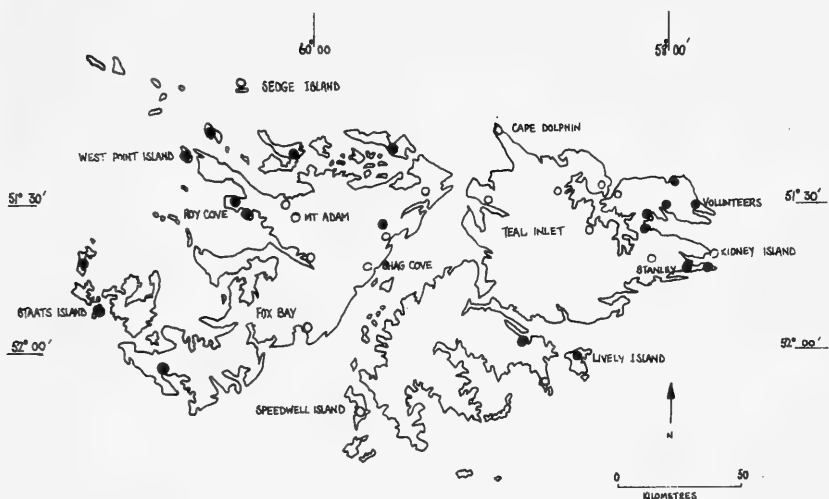 60° 00
58° 00′
SEDGE ISLAND
CAPE DOLPHIN
WEST POINT ISLAND
51° 30′
51° 30′
ROY COVE
MT ADAM
VOLUNTEERS
TEAL INLET
KIDNEY ISLAND
SHAG COVE
STANLEY
STAATS ISLAND
FOX BAY
52° 00′
52° 00′
LIVELY ISLAND
SPEEDWELL ISLAND
N
0 50
KILOMETRES